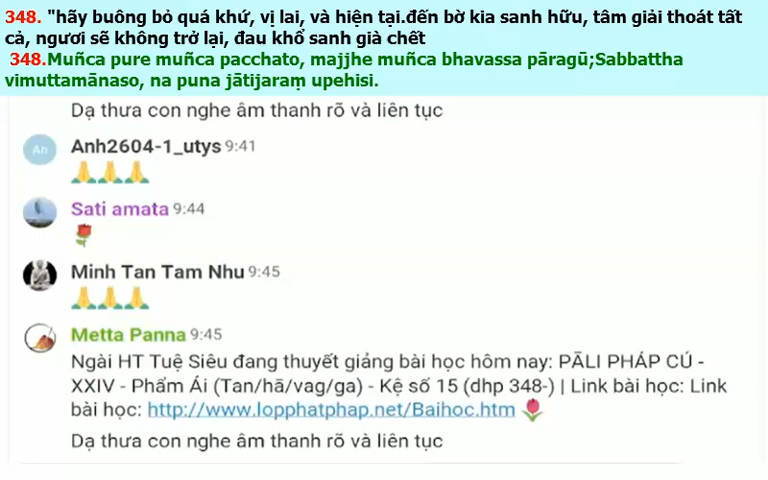 348. "hãy buông bỏ quá khứ, vị lai, và hiện tại.đến bờ kia sanh hữu, tâm giải thoát tất
cả, ngươi sẽ không trở lại, đau khổ sanh già chết
348.Muñca pure muñca pacchato, majjhe muñca bhavassa pāragū;Sabbattha
vimuttamānaso, na puna jātijaraṃ upehisi.
Dạ thưa con nghe âm thanh rõ và liên tục
An
Anh2604-1_utys 9:41
🙏🙏🙏
Sati amata 9:44
🌹
Minh Tan Tam Nhu 9:45
🙏🙏🙏
Metta Panna 9:45
Ngài HT Tuệ Siêu đang thuyết giảng bài học hôm nay: PĀLI PHÁP CÚ -
XXIV - Phẩm Ái (Tan/hā/vag/ga) - Kệ số 15 (dhp 348-) | Link bài học: Link
bài học: http://www.lopphatphap.net/Baihoc.htm 🌷
Dạ thưa con nghe âm thanh rõ và liên tục